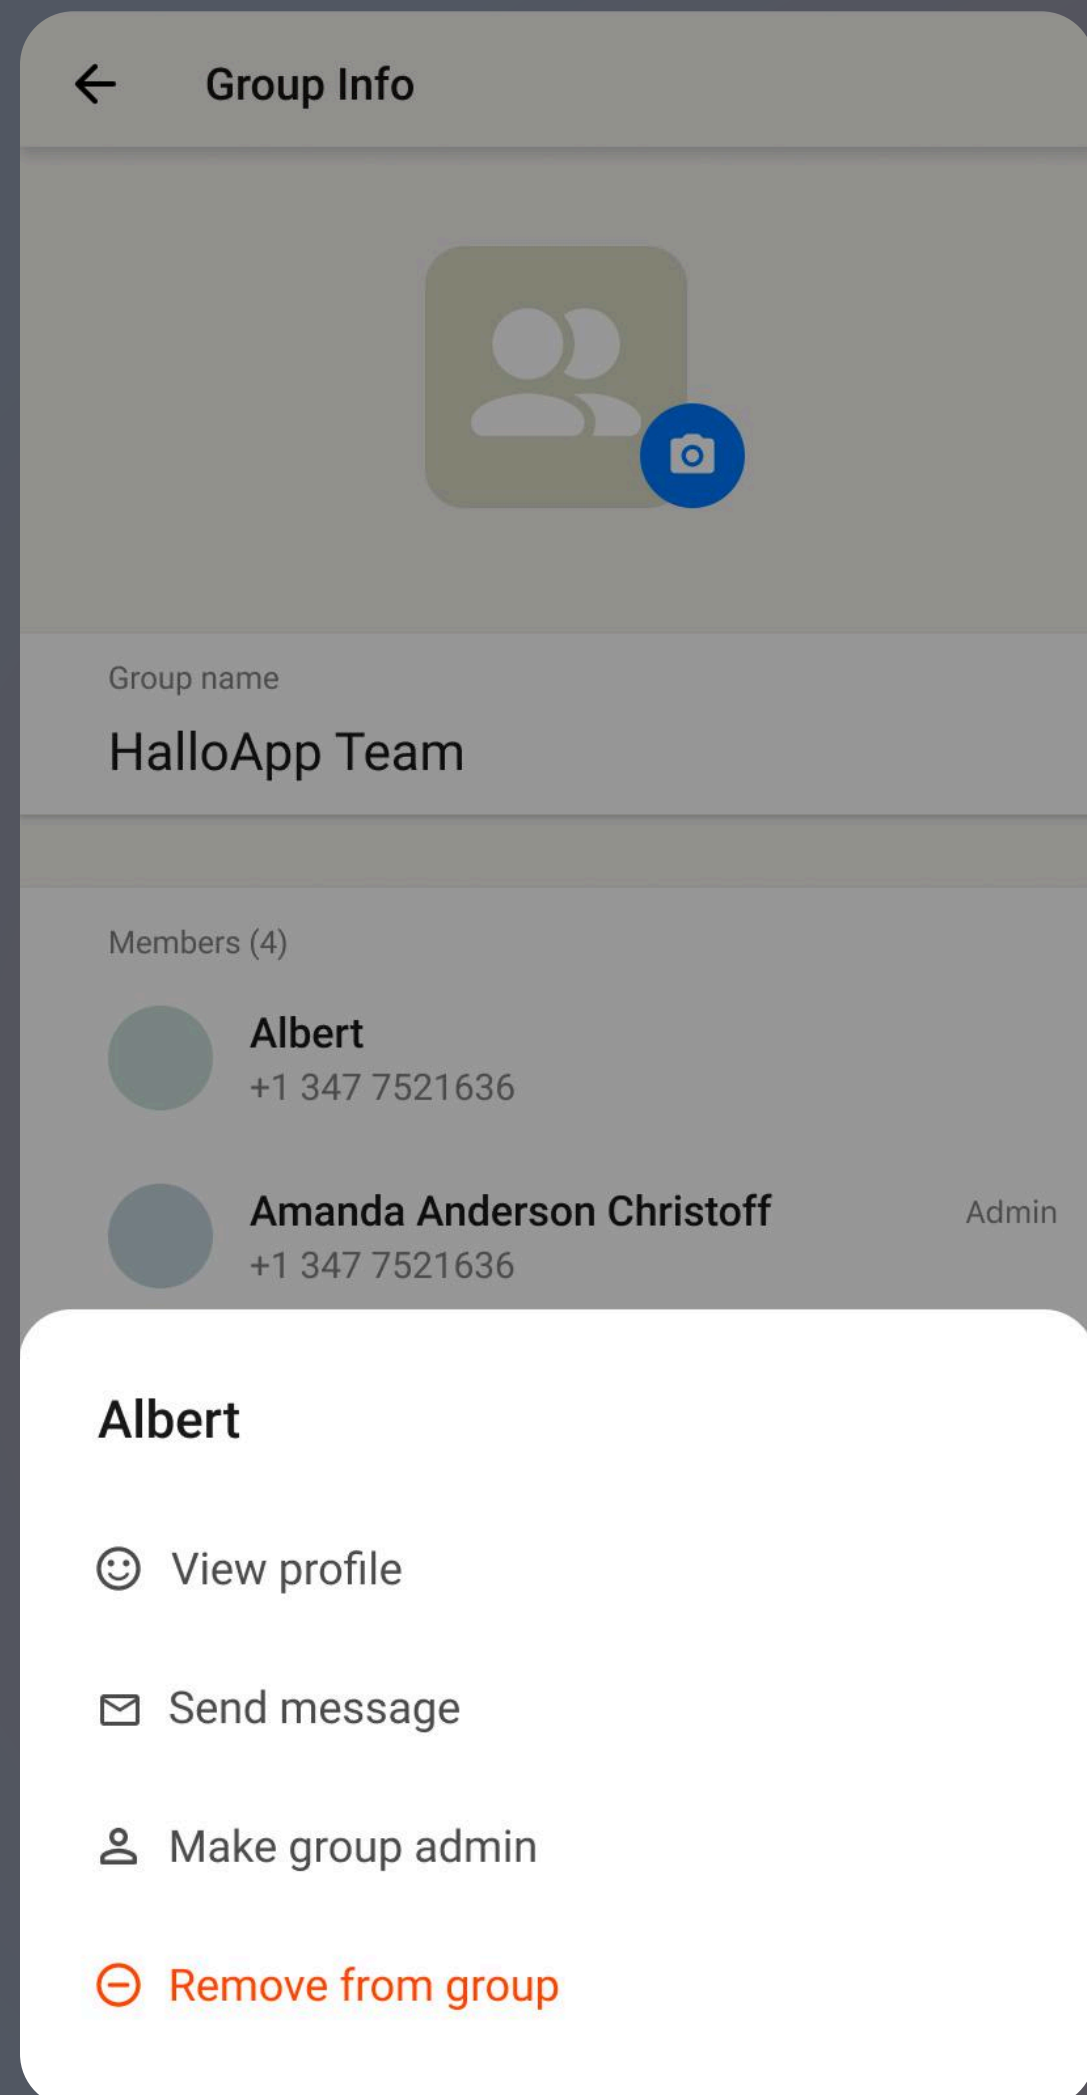 Group Info
Group name
HalloApp Team
Members (4)
Albert
+1 347 7521636
Amanda Anderson Christoff
Admin
+1 347 7521636
Albert
View profile
Send message
Make group admin
Remove from group